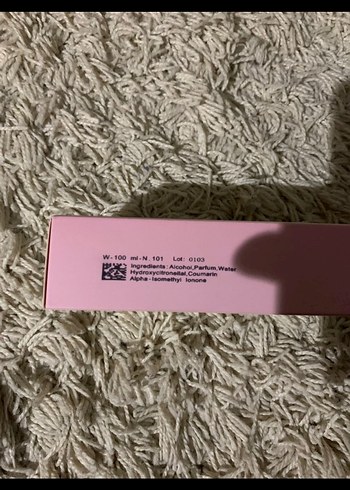 W-100 ml-N.101 Lot: 0103
Ingredients:Alcohol,Parfum,Water
Hydroxycitronellal,Coumarin
Alpha-Isomethyl Ionone